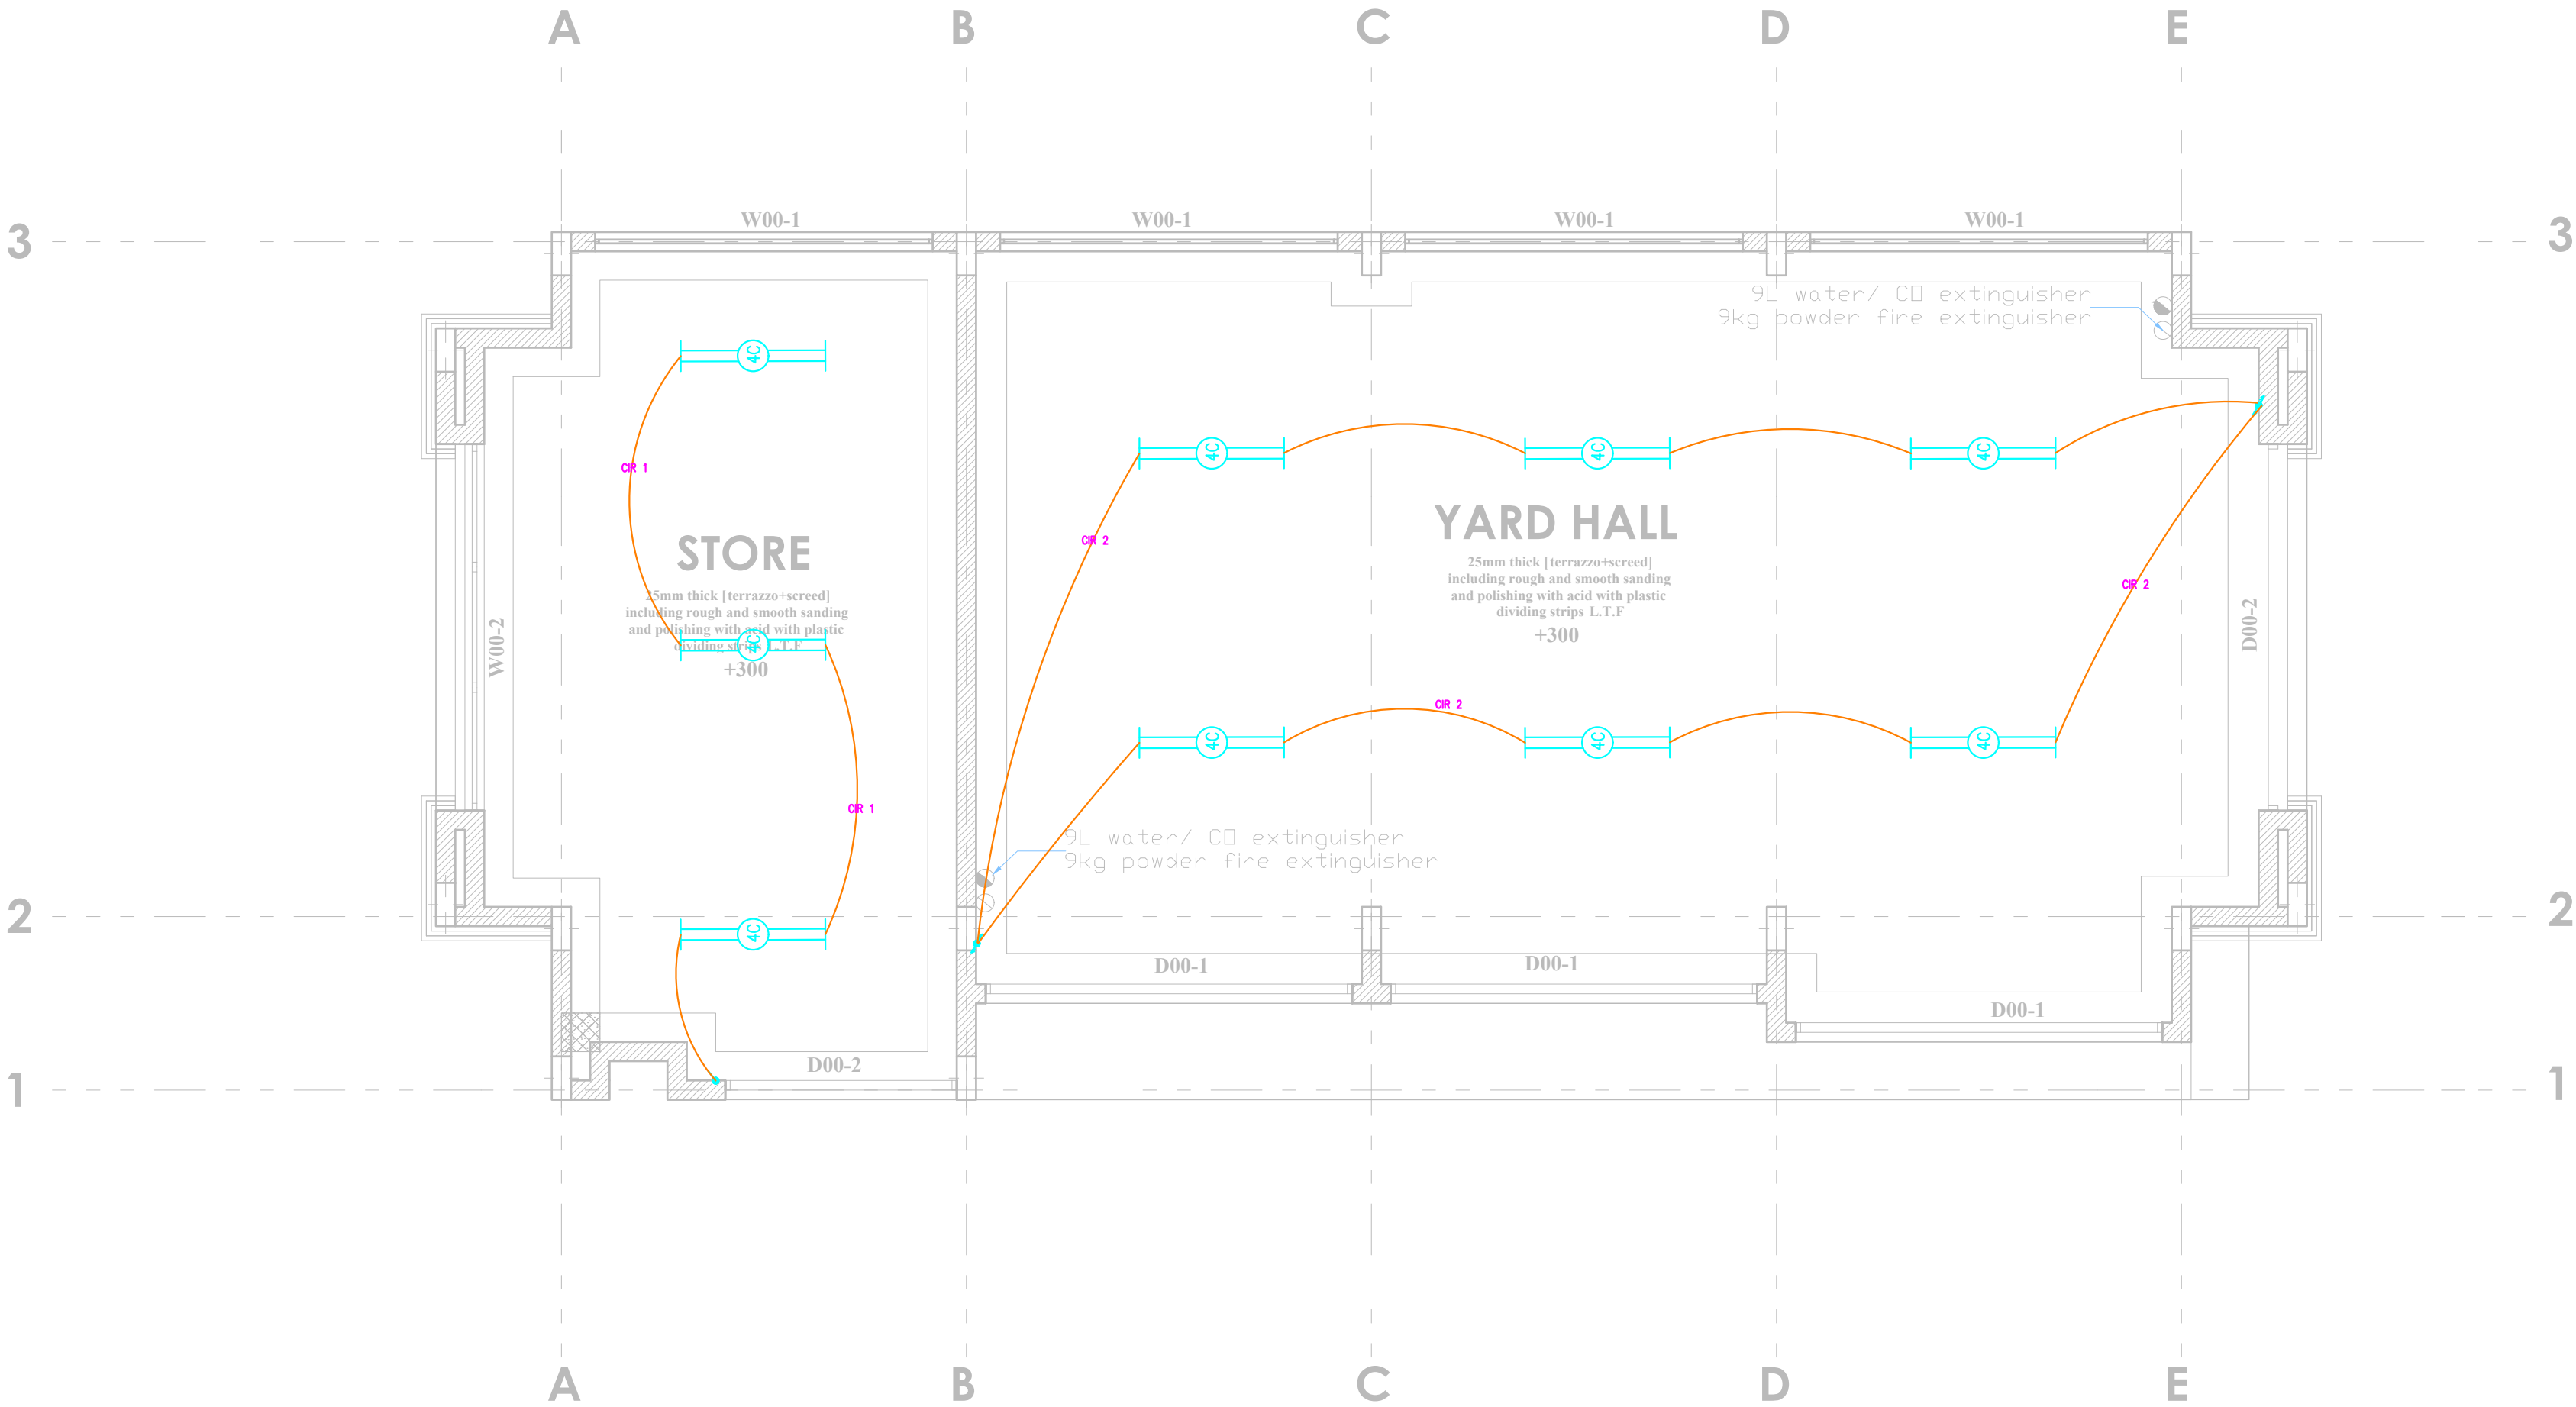 A B C D E
3 3
W00-1 W00-1 W00-1 W00-1
9L water/ CO extinguisher
9kg powder fire extinguisher
4C
4C 4C 4C
CIR 1
CIR 2
YARD HALL
25mm thick [terrazzo+screed]
including rough and smooth sanding
and polishing with acid with plastic
dividing strips L.T.F
+300
STORE
25mm thick [terrazzo+screed]
including rough and smooth sanding
and polishing with acid with plastic
dividing strips L.T.F
+300
4C
CIR 2
W00-2
D00-2
CIR 2
4C 4C 4C
CIR 1
9L water/ CO extinguisher
9kg powder fire extinguisher
2 2
4C
D00-1 D00-1
D00-1
D00-2
1 1
A B C D E